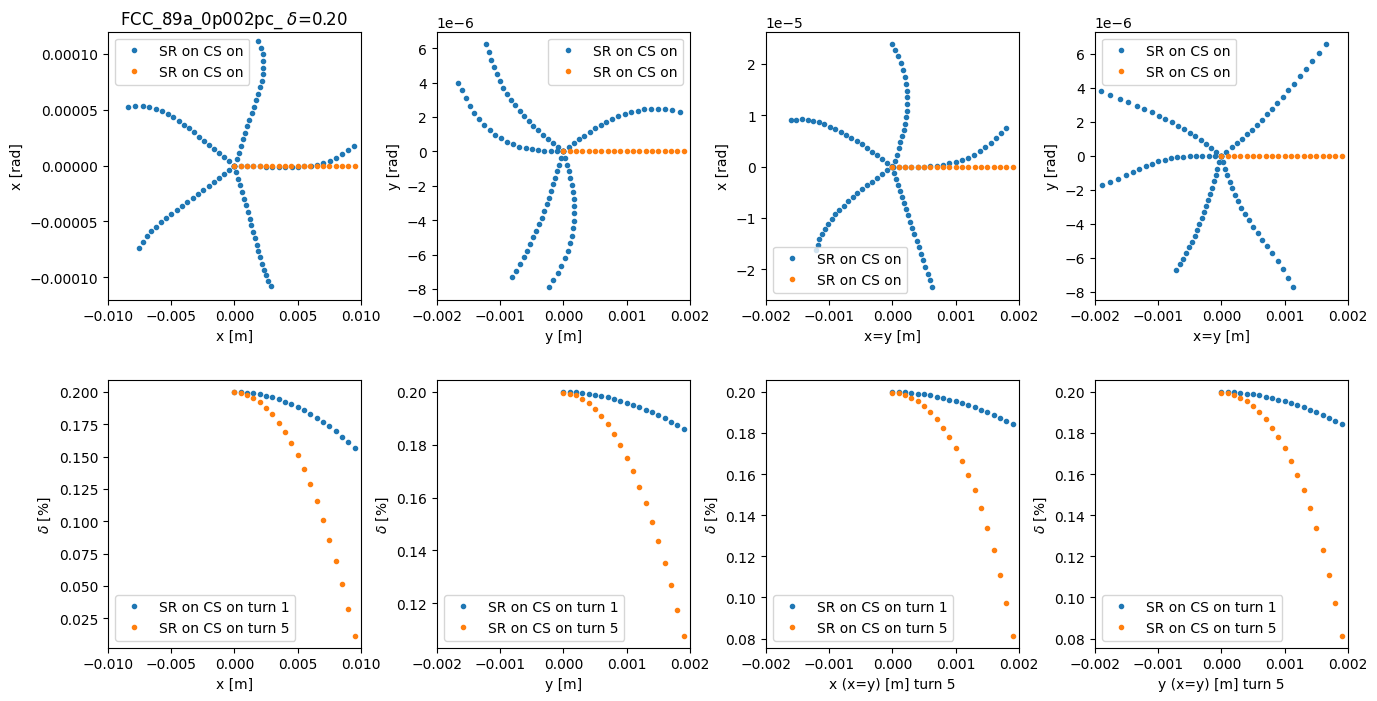 FCC_89a_0p002pc_ δ=0.20
1e−6
1e−5
1e−6
0.00010
0.00005
0.00000
−0.00005
−0.00010
x [rad]
SR on CS on
SR on CS on
−0.010
−0.005
0.000
0.005
0.010
x [m]
6
4
2
0
−2
−4
−6
−8
y [rad]
SR on CS on
SR on CS on
−0.002
−0.001
0.000
0.001
0.002
y [m]
2
1
0
−1
−2
x [rad]
SR on CS on
SR on CS on
−0.002
−0.001
0.000
0.001
0.002
x=y [m]
6
4
2
0
−2
−4
−6
−8
y [rad]
SR on CS on
SR on CS on
−0.002
−0.001
0.000
0.001
0.002
x=y [m]
0.200
0.175
0.150
0.125
0.100
0.075
0.050
0.025
δ [%]
SR on CS on turn 1
SR on CS on turn 5
−0.010
−0.005
0.000
0.005
0.010
x [m]
0.20
0.18
0.16
0.14
0.12
δ [%]
SR on CS on turn 1
SR on CS on turn 5
−0.002
−0.001
0.000
0.001
0.002
y [m]
0.20
0.18
0.16
0.14
0.12
0.10
0.08
δ [%]
SR on CS on turn 1
SR on CS on turn 5
−0.002
−0.001
0.000
0.001
0.002
x (x=y) [m] turn 5
0.20
0.18
0.16
0.14
0.12
0.10
0.08
δ [%]
SR on CS on turn 1
SR on CS on turn 5
−0.002
−0.001
0.000
0.001
0.002
y (x=y) [m] turn 5